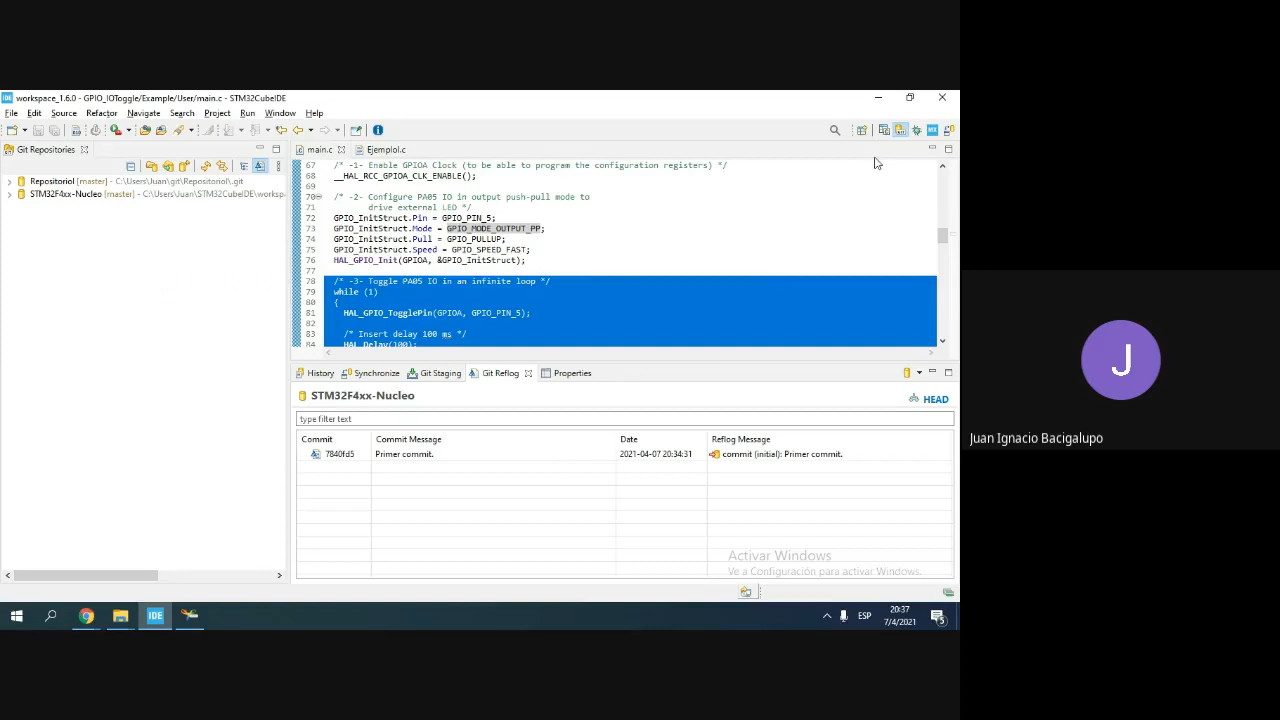 workspace_1.6.0 - GPIO_IOToggle/Example/User/main.c - STM32CubeIDE
File Edit Source Refactor Navigate Search Project Run Window Help
Git Repositories
main.c Ejemplol.c
67 /* -1- Enable GPIOA Clock (to be able to program the configuration registers) */
68 __HAL_RCC_GPIOA_CLK_ENABLE();
69
70 /* -2- Configure PA05 IO in output push-pull mode to
71 drive external LED */
72 GPIO_InitStruct.Pin = GPIO_PIN_5;
73 GPIO_InitStruct.Mode = GPIO_MODE_OUTPUT_PP;
74 GPIO_InitStruct.Pull = GPIO_PULLUP;
75 GPIO_InitStruct.Speed = GPIO_SPEED_FAST;
76 HAL_GPIO_Init(GPIOA, &GPIO_InitStruct);
77
78 /* -3- Toggle PA05 IO in an infinite loop */
79 while (1)
80 {
81 HAL_GPIO_TogglePin(GPIOA, GPIO_PIN_5);
82
83 /* Insert delay 100 ms */
84 HAL_Delay(100);
Repositoriol [master] - C:\Users\Juan\git\Repositoriol\.git
STM32F4xx-Nucleo [master] - C:\Users\Juan\STM32CubeIDE\worksp
History Synchronize Git Staging Git Reflog Properties
STM32F4xx-Nucleo
HEAD
type filter text
Commit Commit Message Date Reflog Message
7840fd5 Primer commit. 2021-04-07 20:34:31 commit (initial): Primer commit.
Activar Windows
Ve a Configuración para activar Windows.
IDE
ESP
20:37
7/4/2021
5
J
Juan Ignacio Bacigalupo